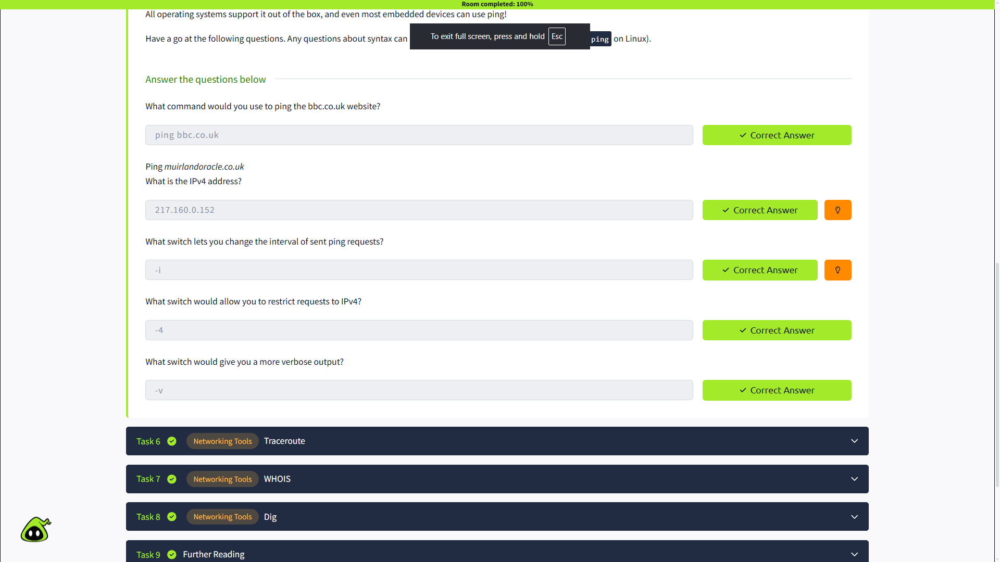 Room completed: 100%
All operating systems support it out of the box, and even most embedded devices can use ping!
Have a go at the following questions. Any questions about syntax can ping on Linux).
To exit full screen, press and hold Esc
Answer the questions below
What command would you use to ping the bbc.co.uk website?
ping bbc.co.uk
Correct Answer
Ping muirlandoracle.co.uk
What is the IPv4 address?
217.160.0.152
Correct Answer
What switch lets you change the interval of sent ping requests?
-i
Correct Answer
What switch would allow you to restrict requests to IPv4?
-4
Correct Answer
What switch would give you a more verbose output?
-v
Correct Answer
Task 6 Networking Tools Traceroute
Task 7 Networking Tools WHOIS
Task 8 Networking Tools Dig
Task 9 Further Reading